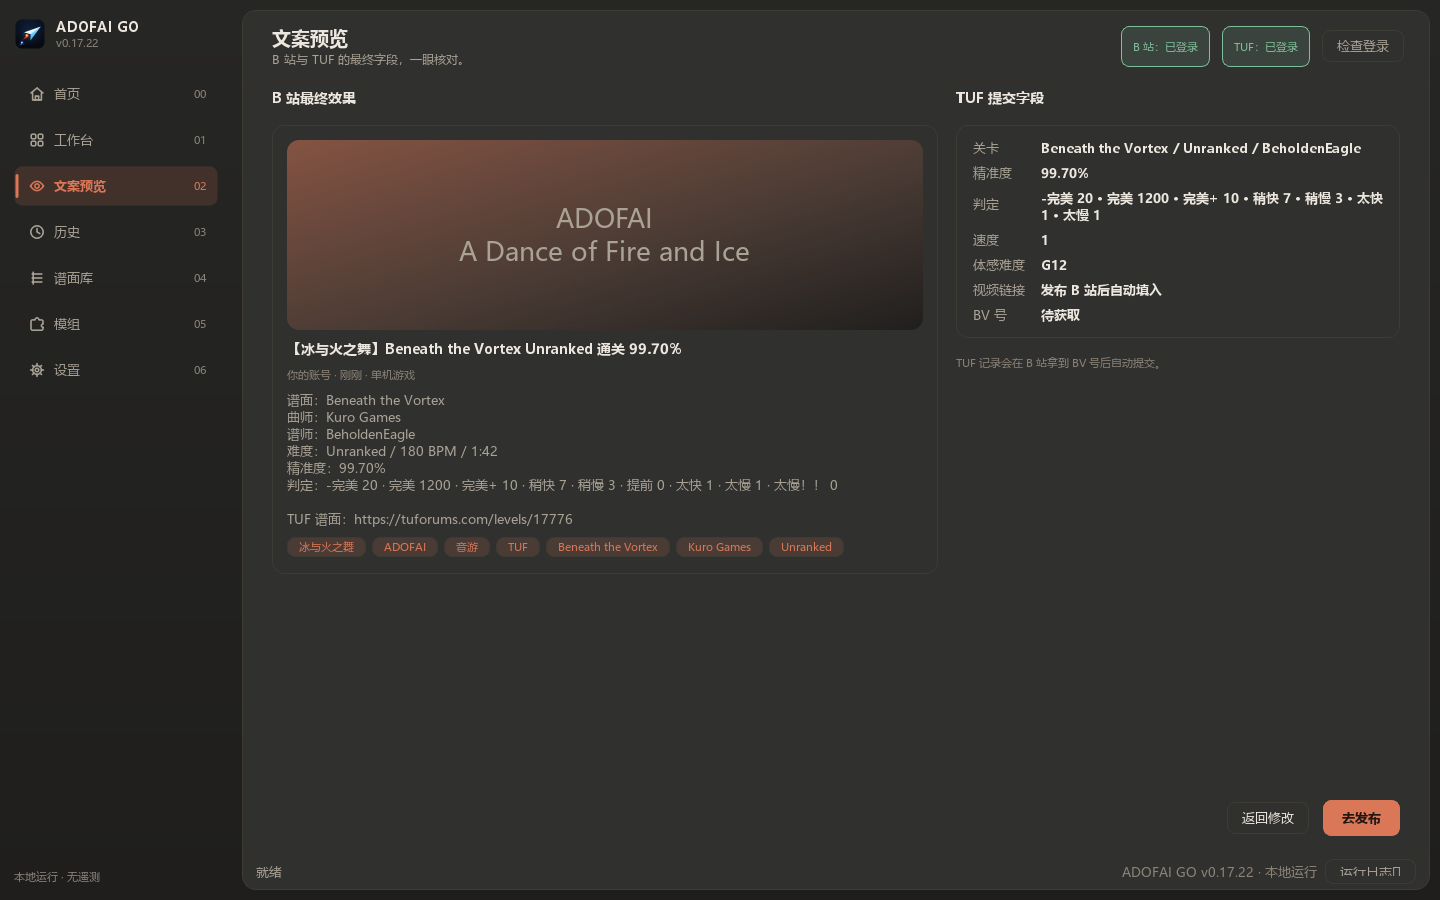 ADOFAI GO
v0.17.22
首页 00
工作台 01
文案预览 02
历史 03
谱面库 04
模组 05
设置 06
本地运行 · 无遥测
文案预览
B 站与 TUF 的最终字段，一眼核对。
B 站：已登录
TUF：已登录
检查登录
B 站最终效果
ADOFAI
A Dance of Fire and Ice
【冰与火之舞】Beneath the Vortex Unranked 通关 99.70%
你的账号 · 刚刚 · 单机游戏
谱面：Beneath the Vortex
曲师：Kuro Games
谱师：BeholdenEagle
难度：Unranked / 180 BPM / 1:42
精准度：99.70%
判定：-完美 20 · 完美 1200 · 完美+ 10 · 稍快 7 · 稍慢 3 · 提前 0 · 太快 1 · 太慢 1 · 太慢！！ 0
TUF 谱面：https://tuforums.com/levels/17776
冰与火之舞 ADOFAI 音游 TUF Beneath the Vortex Kuro Games Unranked
TUF 提交字段
关卡 Beneath the Vortex / Unranked / BeholdenEagle
精准度 99.70%
判定 -完美 20 • 完美 1200 • 完美+ 10 • 稍快 7 • 稍慢 3 • 太快
1 • 太慢 1
速度 1
体感难度 G12
视频链接 发布 B 站后自动填入
BV 号 待获取
TUF 记录会在 B 站拿到 BV 号后自动提交。
返回修改
去发布
就绪
ADOFAI GO v0.17.22 · 本地运行
运行日志